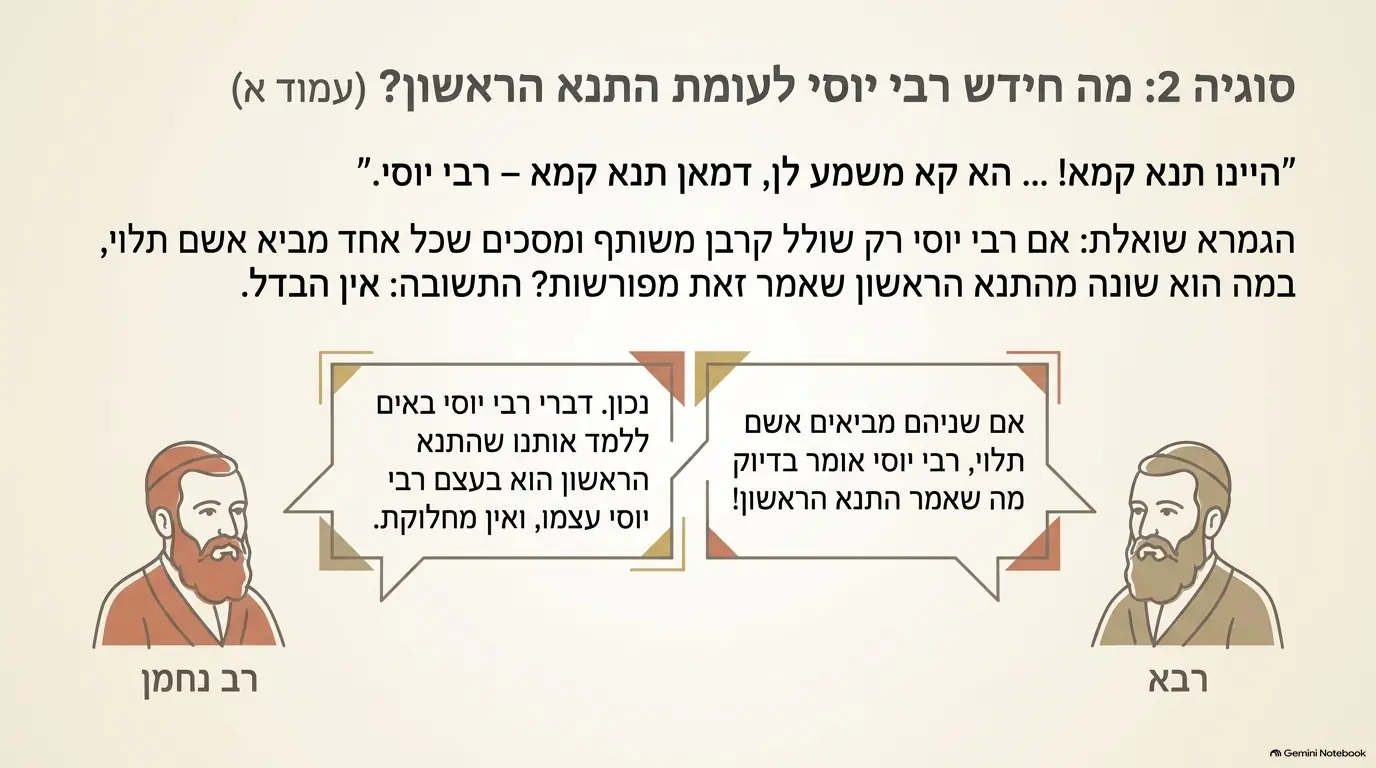 סוגיה 2: מה חידש רבי יוסי לעומת התנא הראשון? (עמוד א)
"היינו תנא קמא! ... הא קא משמע לן, דמאן תנא קמא – רבי יוסי."
הגמרא שואלת: אם רבי יוסי רק שולל קרבן משותף ומסכים שכל אחד מביא אשם תלוי,
במה הוא שונה מהתנא הראשון שאמר זאת מפורשות? התשובה: אין הבדל.
אם שניהם מביאים אשם
תלוי, רבי יוסי אומר בדיוק
מה שאמר התנא הראשון!
רבא
נכון. דברי רבי יוסי באים
ללמד אותנו שהתנא
הראשון הוא בעצם רבי
יוסי עצמו, ואין מחלוקת.
רב נחמן
Gemini Notebook